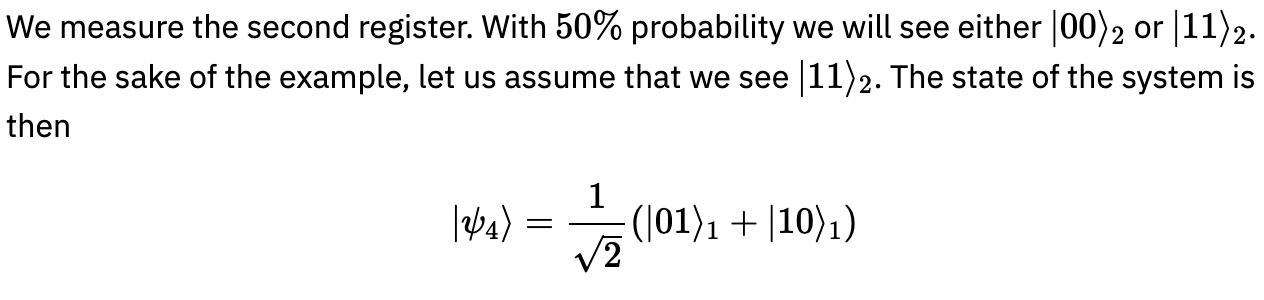 We measure the second register. With 50% probability we will see either |00⟩₂ or |11⟩₂.
For the sake of the example, let us assume that we see |11⟩₂. The state of the system is
then
|ψ₄⟩ = 1/√2 (|01⟩₁ + |10⟩₁)